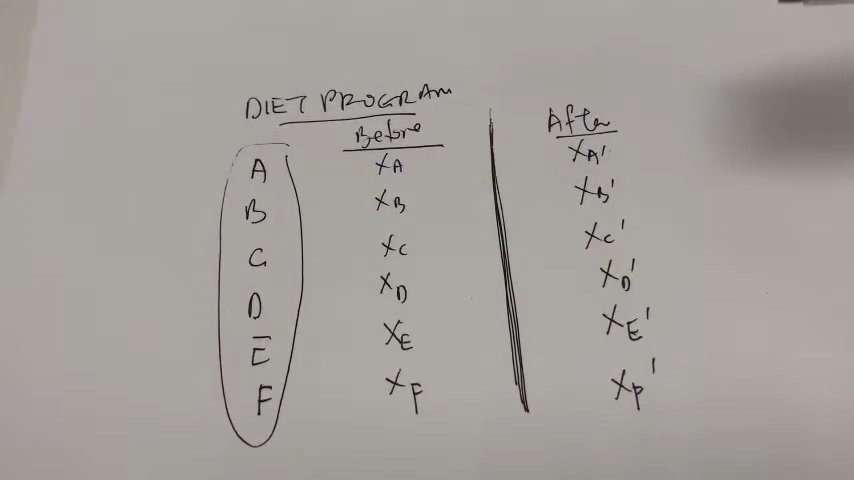 DIET PROGRAM
Before After
A XA XA'
B XB XB'
C XC XC'
D XD XD'
E XE XE'
F XF XF'